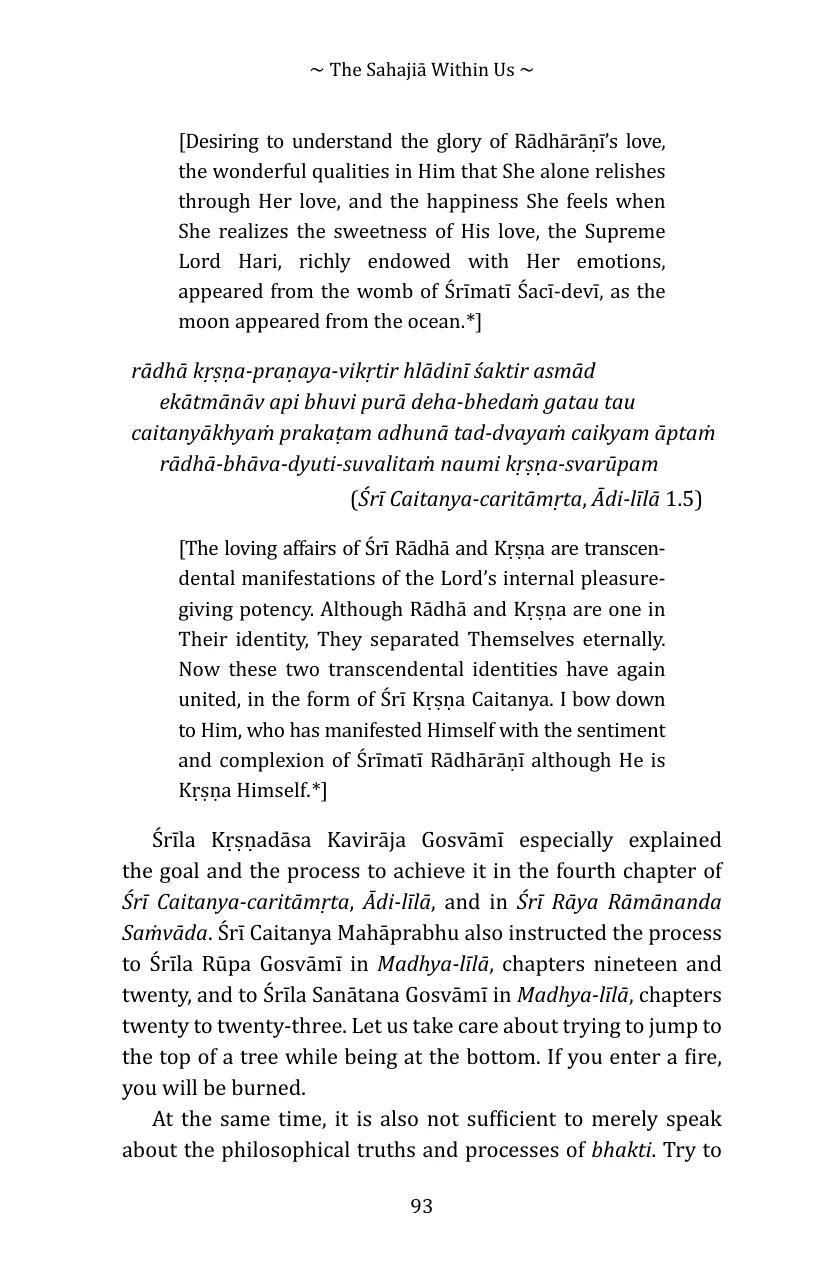 ~ The Sahajiā Within Us ~
[Desiring to understand the glory of Rādhārāṇī’s love,
the wonderful qualities in Him that She alone relishes
through Her love, and the happiness She feels when
She realizes the sweetness of His love, the Supreme
Lord Hari, richly endowed with Her emotions,
appeared from the womb of Śrīmatī Śacī-devī, as the
moon appeared from the ocean.*]
rādhā kṛṣṇa-praṇaya-vikṛtir hlādinī śaktir asmād
ekātmānāv api bhuvi purā deha-bhedaṁ gatau tau
caitanyākhyaṁ prakaṭam adhunā tad-dvayaṁ caikyam āptaṁ
rādhā-bhāva-dyuti-suvalitaṁ naumi kṛṣṇa-svarūpam
(Śrī Caitanya-caritāmṛta, Ādi-līlā 1.5)
[The loving affairs of Śrī Rādhā and Kṛṣṇa are transcen-
dental manifestations of the Lord’s internal pleasure-
giving potency. Although Rādhā and Kṛṣṇa are one in
Their identity, They separated Themselves eternally.
Now these two transcendental identities have again
united, in the form of Śrī Kṛṣṇa Caitanya. I bow down
to Him, who has manifested Himself with the sentiment
and complexion of Śrīmatī Rādhārāṇī although He is
Kṛṣṇa Himself.*]
Śrīla Kṛṣṇadāsa Kavirāja Gosvāmī especially explained
the goal and the process to achieve it in the fourth chapter of
Śrī Caitanya-caritāmṛta, Ādi-līlā, and in Śrī Rāya Rāmānanda
Saṁvāda. Śrī Caitanya Mahāprabhu also instructed the process
to Śrīla Rūpa Gosvāmī in Madhya-līlā, chapters nineteen and
twenty, and to Śrīla Sanātana Gosvāmī in Madhya-līlā, chapters
twenty to twenty-three. Let us take care about trying to jump to
the top of a tree while being at the bottom. If you enter a fire,
you will be burned.
At the same time, it is also not sufficient to merely speak
about the philosophical truths and processes of bhakti. Try to
93